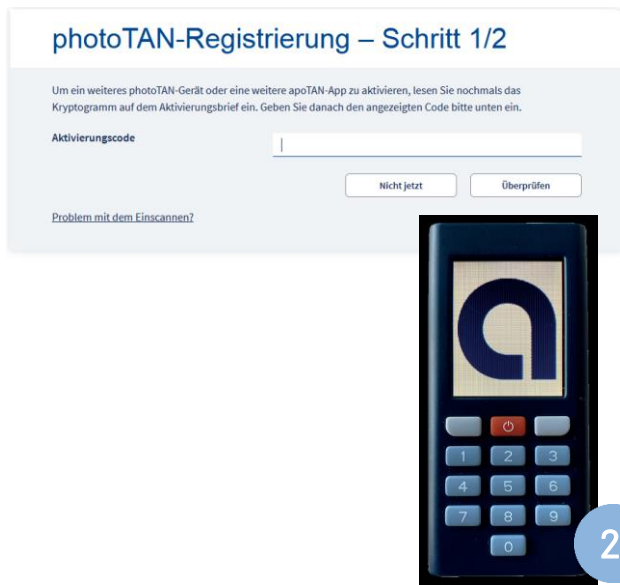 photoTAN-Registrierung – Schritt 1/2
Um ein weiteres photoTAN-Gerät oder eine weitere apoTAN-App zu aktivieren, lesen Sie nochmals das
Kryptogramm auf dem Aktivierungsbrief ein. Geben Sie danach den angezeigten Code bitte unten ein.
Aktivierungscode
Nicht jetzt
Überprüfen
Problem mit dem Einscannen?
1 2 3
4 5 6
7 8 9
0
2